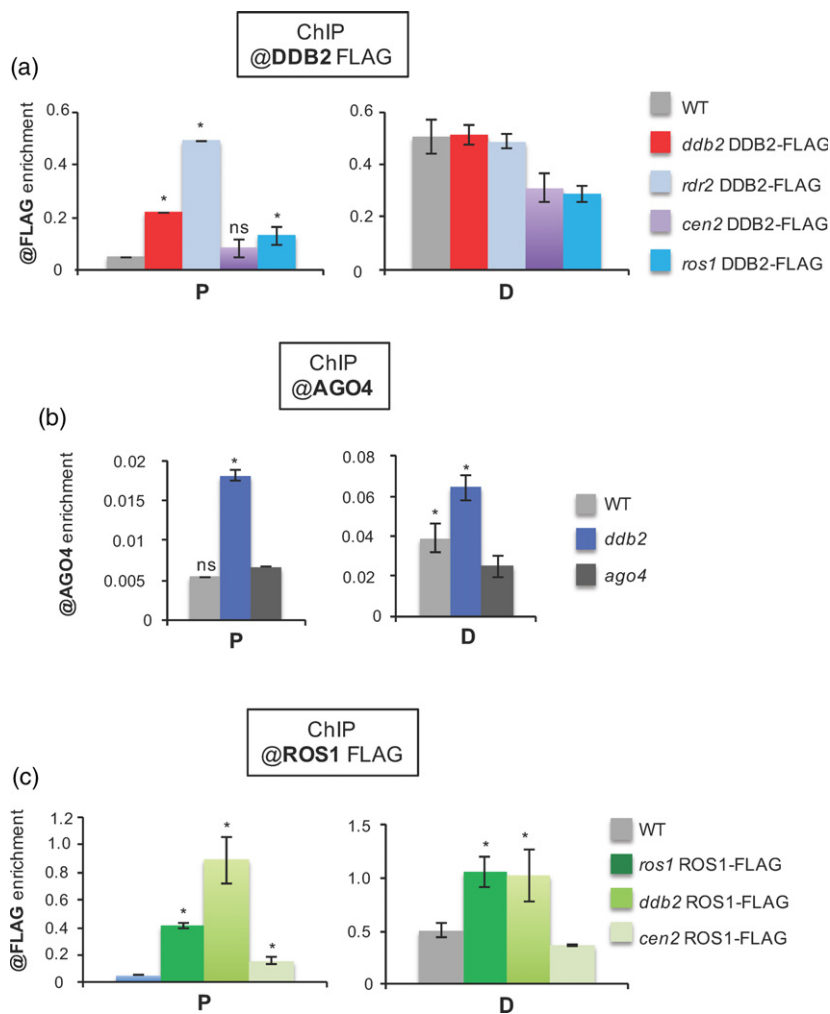 ChIP
@DDB2 FLAG
(a)
@FLAG enrichment
0.6
0.4
0.2
0
*
*
ns
*
P
0.6
0.4
0.2
0
D
WT
ddb2 DDB2-FLAG
rdr2 DDB2-FLAG
cen2 DDB2-FLAG
ros1 DDB2-FLAG
ChIP
@AGO4
(b)
@AGO4 enrichment
0.02
0.015
0.01
0.005
0
ns
*
P
0.08
0.06
0.04
0.02
0
*
*
D
WT
ddb2
ago4
ChIP
@ROS1 FLAG
(c)
@FLAG enrichment
1.2
1.0
0.8
0.6
0.4
0.2
0
*
*
*
P
1.5
1.0
0.5
0
*
*
D
WT
ros1 ROS1-FLAG
ddb2 ROS1-FLAG
cen2 ROS1-FLAG